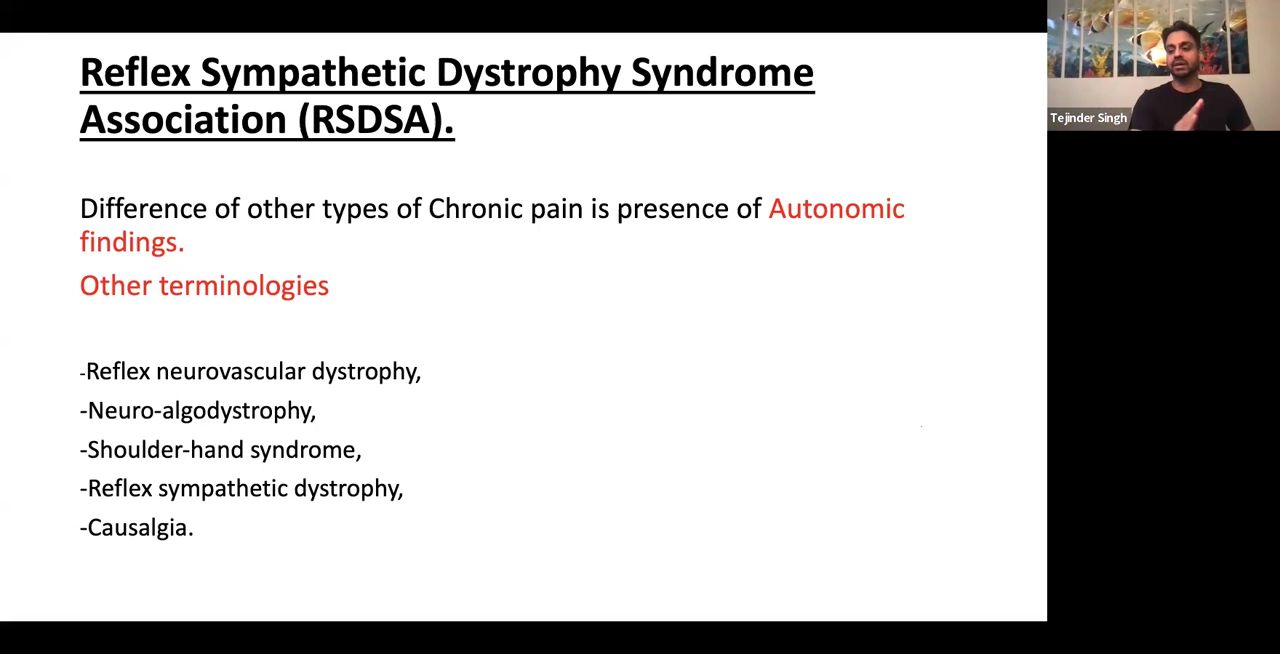 Reflex Sympathetic Dystrophy Syndrome
Association (RSDSA).
Tejinder Singh
Difference of other types of Chronic pain is presence of Autonomic
findings.
Other terminologies
-Reflex neurovascular dystrophy,
-Neuro-algodystrophy,
-Shoulder-hand syndrome,
-Reflex sympathetic dystrophy,
-Causalgia.